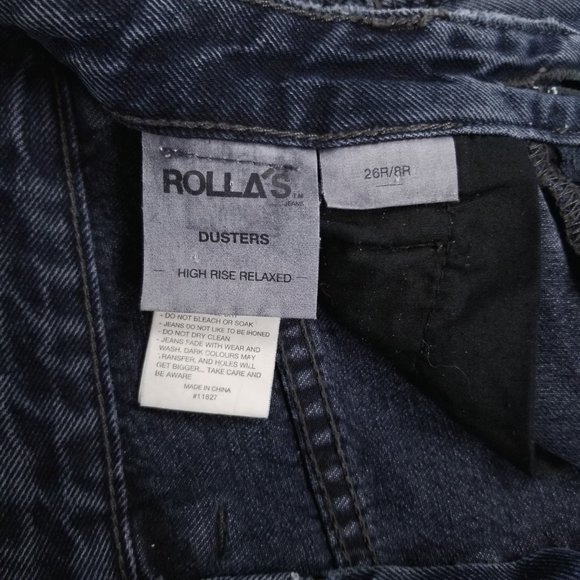 ROLLA'S TM
JEANS
26R/8R
DUSTERS
HIGH RISE RELAXED
- DO NOT BLEACH OR SOAK
- JEANS DO NOT LIKE TO BE IRONED
- DO NOT DRY CLEAN
- JEANS FADE WITH WEAR AND
WASH, DARK COLOURS MAY
TRANSFER, AND HOLES WILL
GET BIGGER... TAKE CARE AND
BE AWARE
MADE IN CHINA
#11827